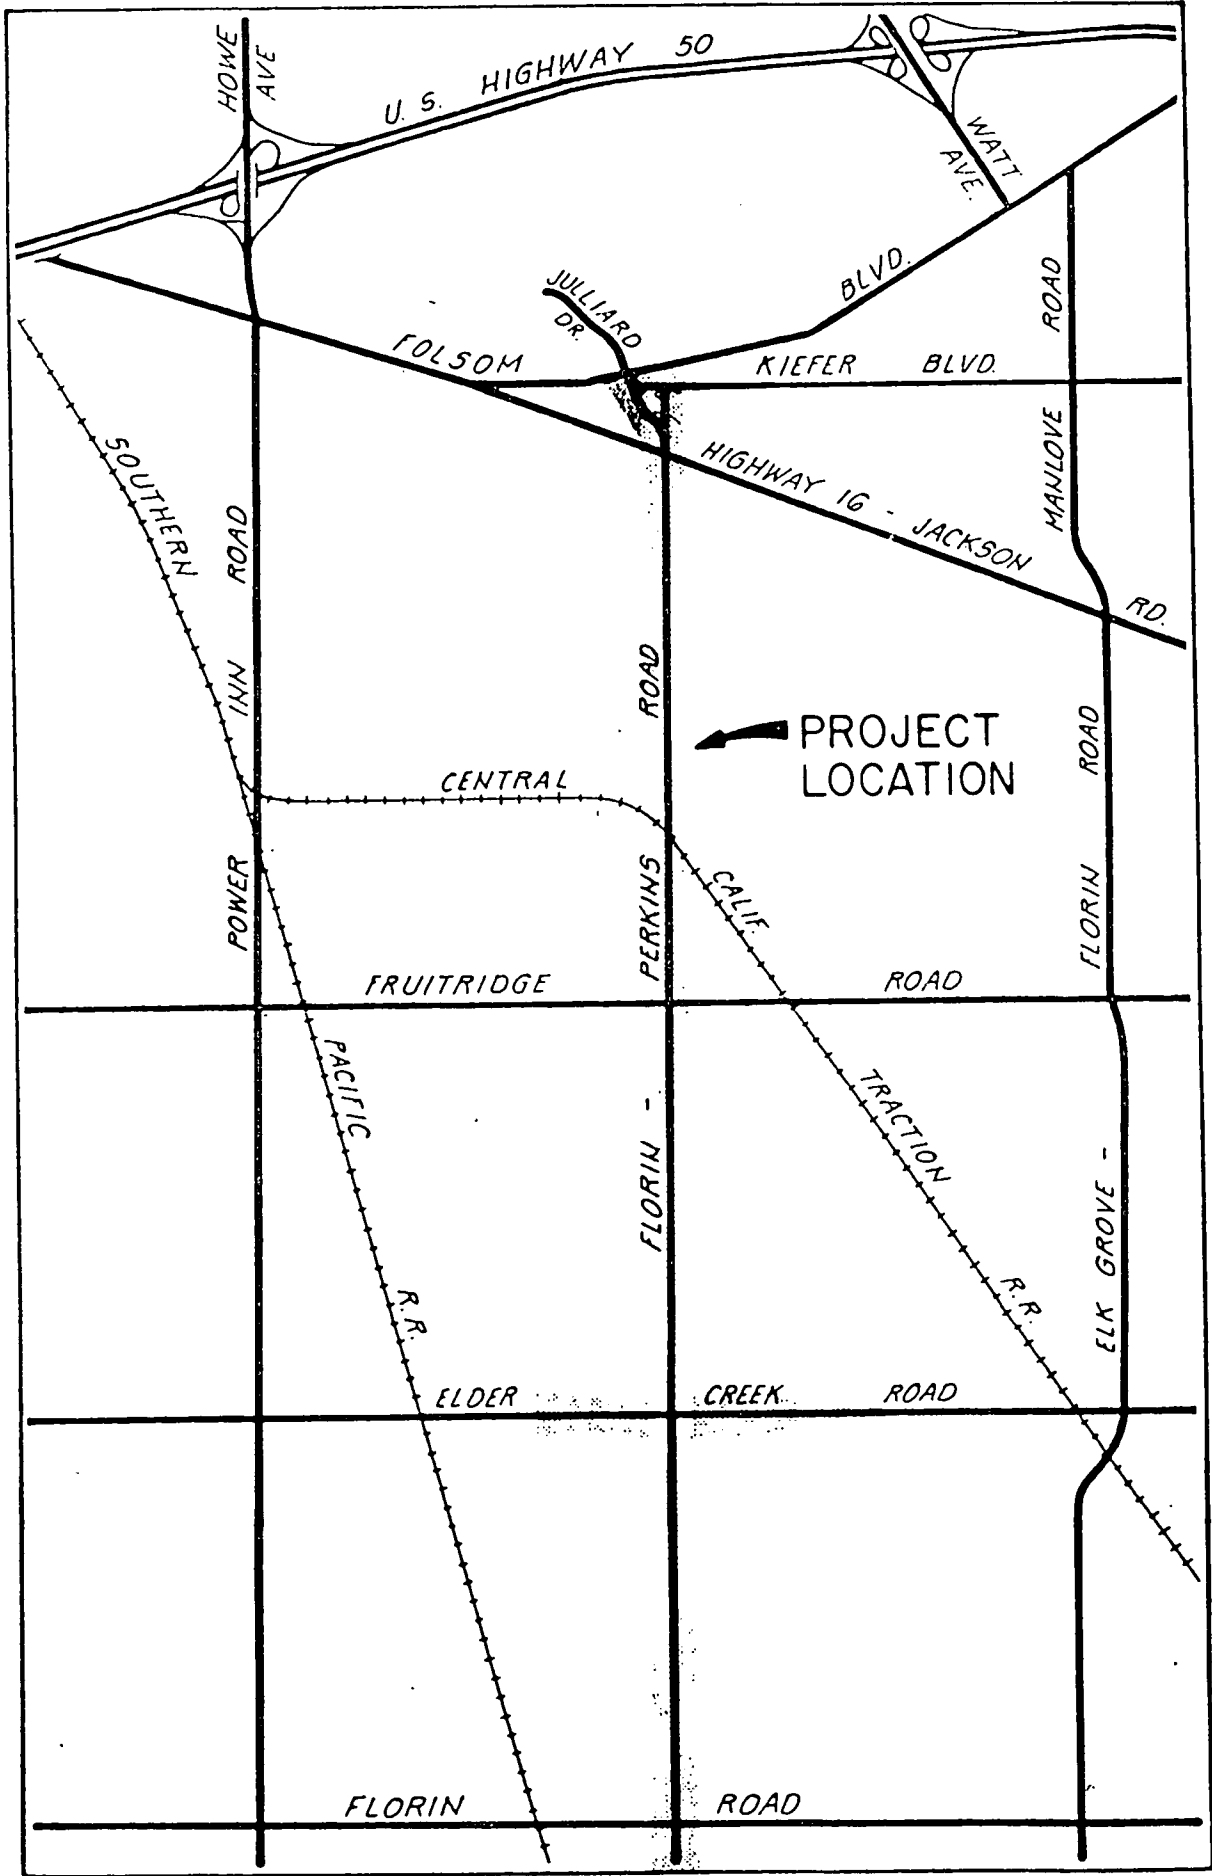 HOWE AVE
U. S. HIGHWAY 50
WATT AVE.
JULLIARD DR.
FOLSOM BLVD.
KIEFER BLVD.
MANLOVE ROAD
HIGHWAY 16 - JACKSON RD.
SOUTHERN PACIFIC R.R.
POWER INN ROAD
PROJECT
LOCATION
CENTRAL CALIF. TRACTION R.R.
FLORIN - PERKINS ROAD
ELK GROVE - FLORIN ROAD
FRUITRIDGE ROAD
ELDER CREEK ROAD
FLORIN ROAD